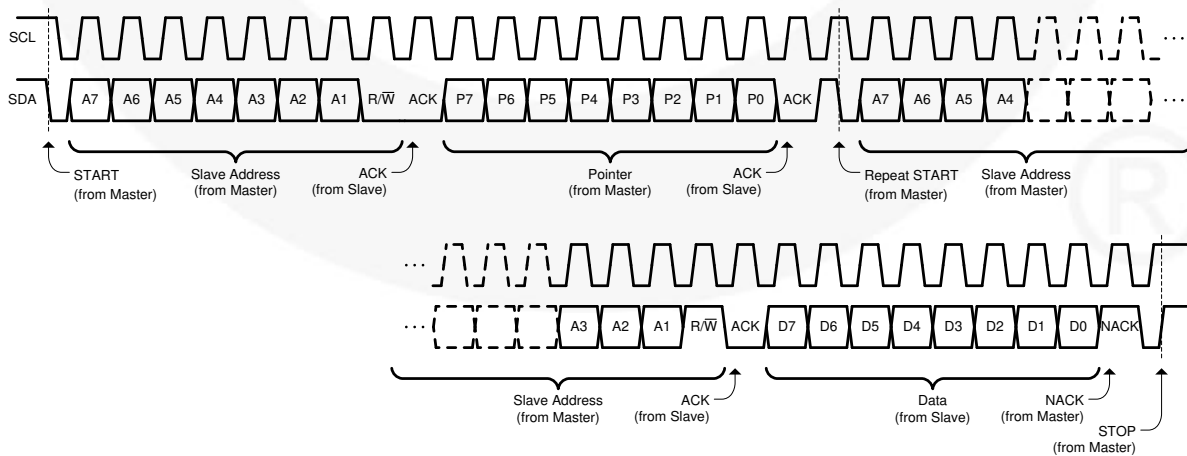 SCL
SDA A7 A6 A5 A4 A3 A2 A1 R/W̅ ACK P7 P6 P5 P4 P3 P2 P1 P0 ACK A7 A6 A5 A4
START
(from Master)
Slave Address
(from Master)
ACK
(from Slave)
Pointer
(from Master)
ACK
(from Slave)
Repeat START
(from Master)
Slave Address
(from Master)
A3 A2 A1 R/W̅ ACK D7 D6 D5 D4 D3 D2 D1 D0 NACK
Slave Address
(from Master)
ACK
(from Slave)
Data
(from Slave)
NACK
(from Master)
STOP
(from Master)
®